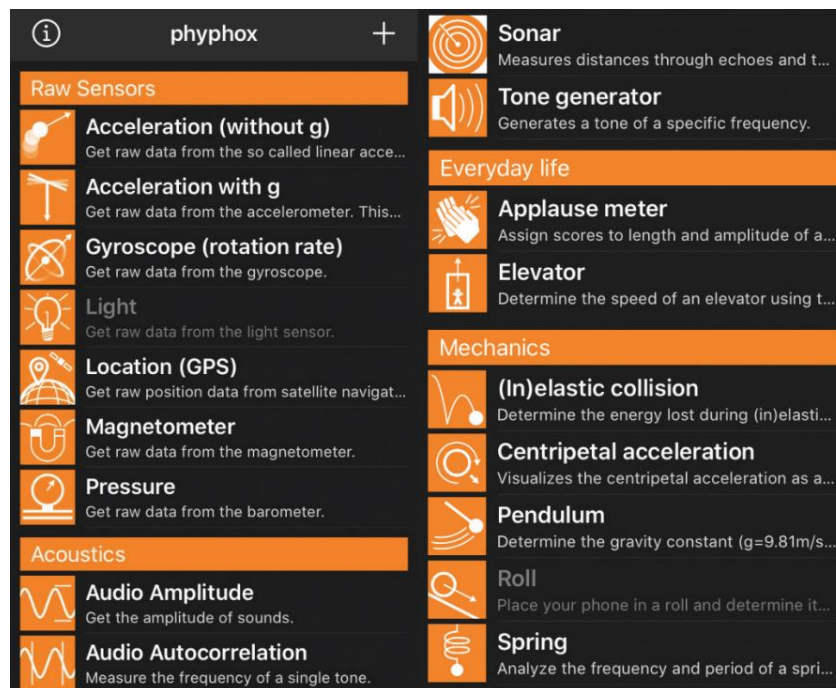 phyphox
Raw Sensors
Acceleration (without g)
Get raw data from the so called linear acce...
Acceleration with g
Get raw data from the accelerometer. This...
Gyroscope (rotation rate)
Get raw data from the gyroscope.
Light
Get raw data from the light sensor.
Location (GPS)
Get raw position data from satellite navigat...
Magnetometer
Get raw data from the magnetometer.
Pressure
Get raw data from the barometer.
Acoustics
Audio Amplitude
Get the amplitude of sounds.
Audio Autocorrelation
Measure the frequency of a single tone.
Sonar
Measures distances through echoes and t...
Tone generator
Generates a tone of a specific frequency.
Everyday life
Applause meter
Assign scores to length and amplitude of a...
Elevator
Determine the speed of an elevator using t...
Mechanics
(In)elastic collision
Determine the energy lost during (in)elasti...
Centripetal acceleration
Visualizes the centripetal acceleration as a...
Pendulum
Determine the gravity constant (g=9.81m/s...
Roll
Place your phone in a roll and determine it...
Spring
Analyze the frequency and period of a spri...